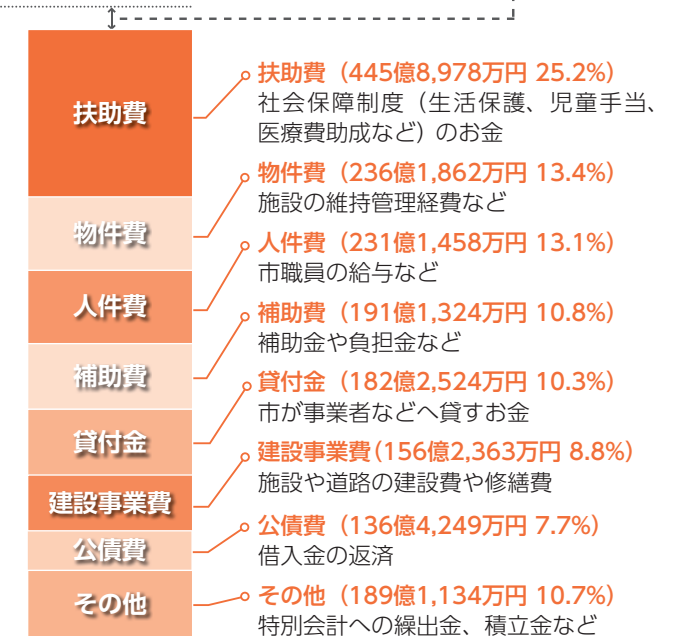 扶助費
扶助費（445億8,978万円 25.2%）
社会保障制度（生活保護、児童手当、
医療費助成など）のお金
物件費
物件費（236億1,862万円 13.4%）
施設の維持管理経費など
人件費
人件費（231億1,458万円 13.1%）
市職員の給与など
補助費
補助費（191億1,324万円 10.8%）
補助金や負担金など
貸付金
貸付金（182億2,524万円 10.3%）
市が事業者などへ貸すお金
建設事業費
建設事業費（156億2,363万円 8.8%）
施設や道路の建設費や修繕費
公債費
公債費（136億4,249万円 7.7%）
借入金の返済
その他
その他（189億1,134万円 10.7%）
特別会計への繰出金、積立金など